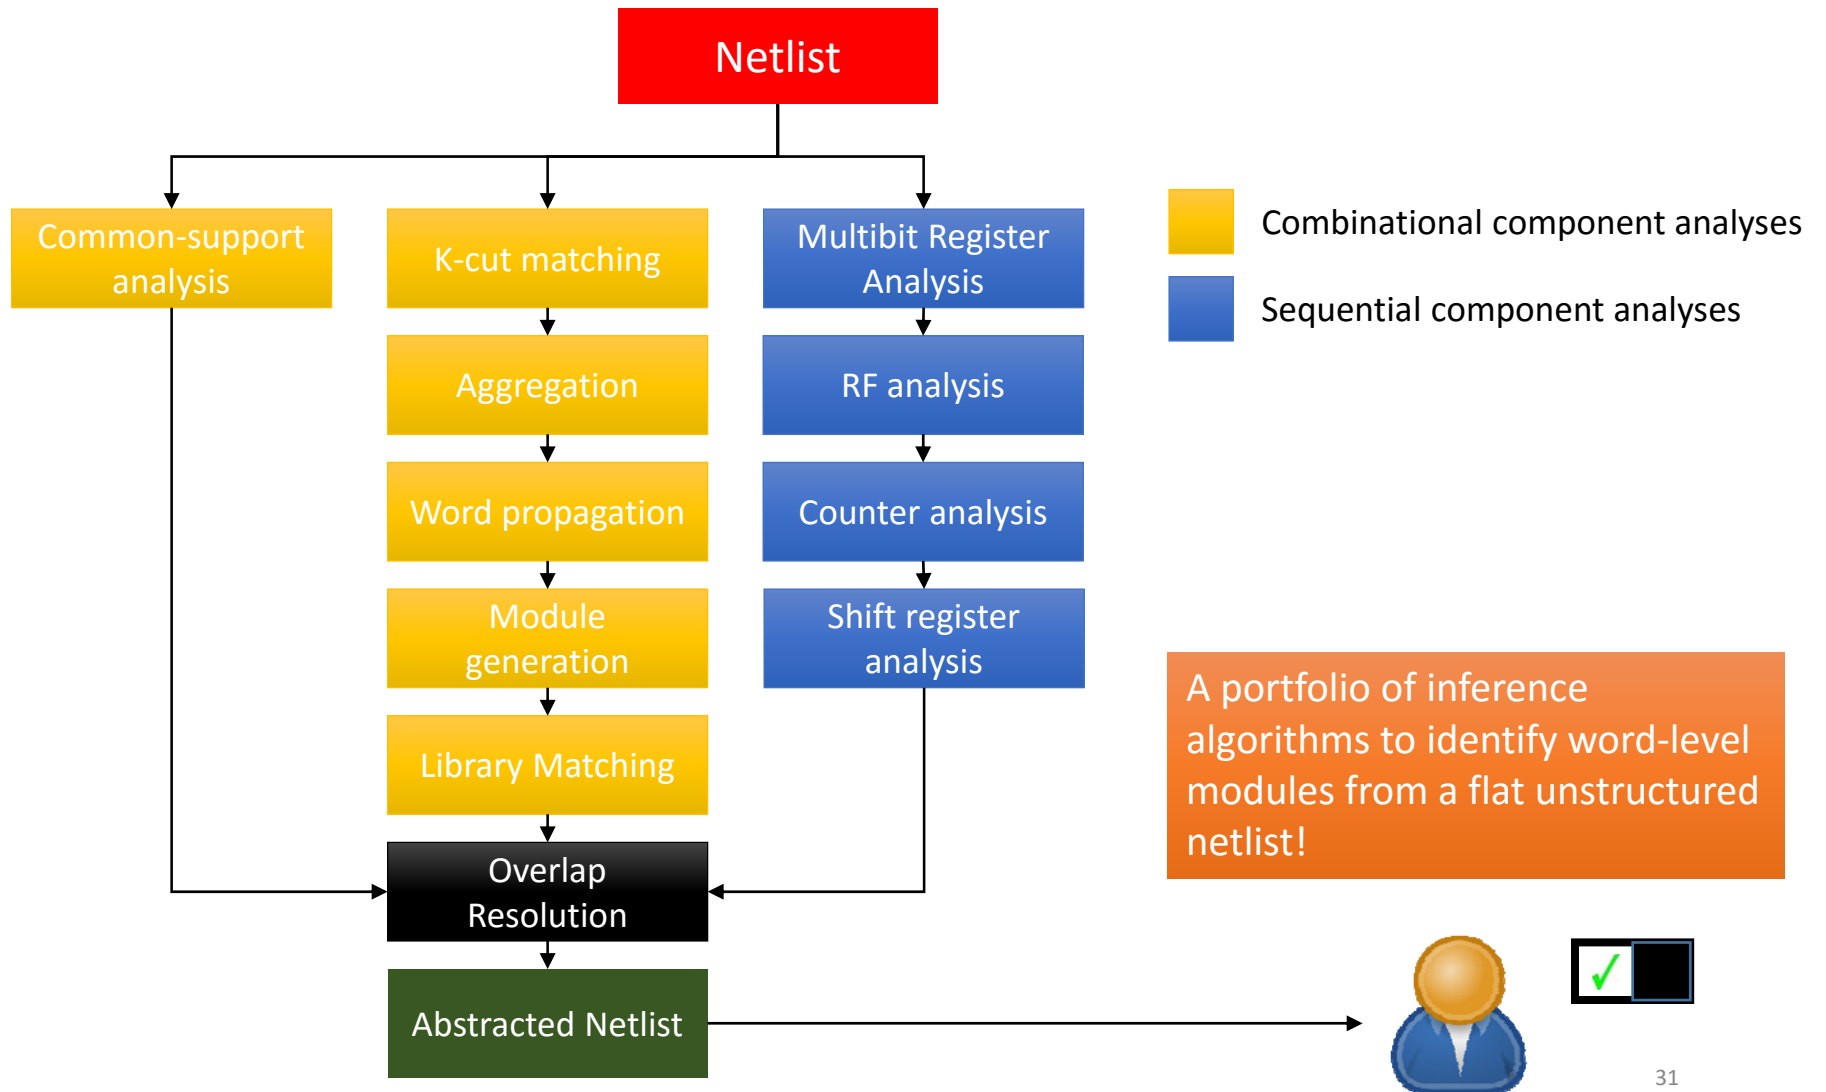 Netlist
Common-support
analysis
K-cut matching
Multibit Register
Analysis
Combinational component analyses
Sequential component analyses
Aggregation
RF analysis
Word propagation
Counter analysis
Module
generation
Shift register
analysis
Library Matching
A portfolio of inference
algorithms to identify word-level
modules from a flat unstructured
netlist!
Overlap
Resolution
Abstracted Netlist
31